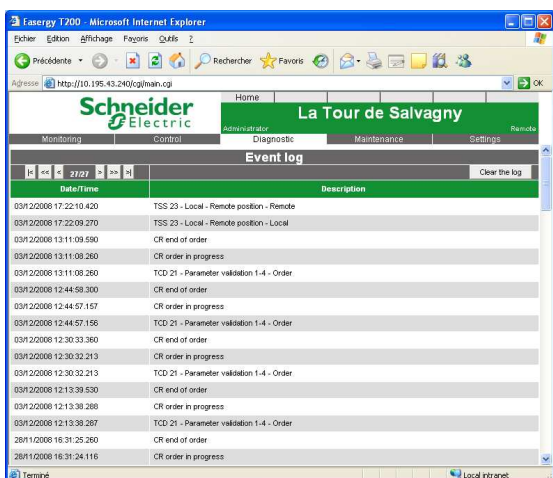 Easergy T200 - Microsoft Internet Explorer
Fichier Edition Affichage Favoris Outils ?
Précédente Rechercher Favoris
Adresse http://10.195.43.240/cgi/main.cgi OK
Home
Schneider Electric
La Tour de Salvagny
Administrator Remote
Monitoring Control Diagnostic Maintenance Settings
Event log
|< << < 27/27 > >> >| Clear the log
Date/Time Description
03/12/2008 17:22:10.420 TSS 23 - Local - Remote position - Remote
03/12/2008 17:22:09.270 TSS 23 - Local - Remote position - Local
03/12/2008 13:11:09.590 CR end of order
03/12/2008 13:11:08.260 CR order in progress
03/12/2008 13:11:08.260 TCD 21 - Parameter validation 1-4 - Order
03/12/2008 12:44:58.300 CR end of order
03/12/2008 12:44:57.157 CR order in progress
03/12/2008 12:44:57.156 TCD 21 - Parameter validation 1-4 - Order
03/12/2008 12:30:33.360 CR end of order
03/12/2008 12:30:32.213 CR order in progress
03/12/2008 12:30:32.213 TCD 21 - Parameter validation 1-4 - Order
03/12/2008 12:13:39.530 CR end of order
03/12/2008 12:13:38.288 CR order in progress
03/12/2008 12:13:38.287 TCD 21 - Parameter validation 1-4 - Order
28/11/2008 16:31:25.260 CR end of order
28/11/2008 16:31:24.116 CR order in progress
Terminé Local intranet